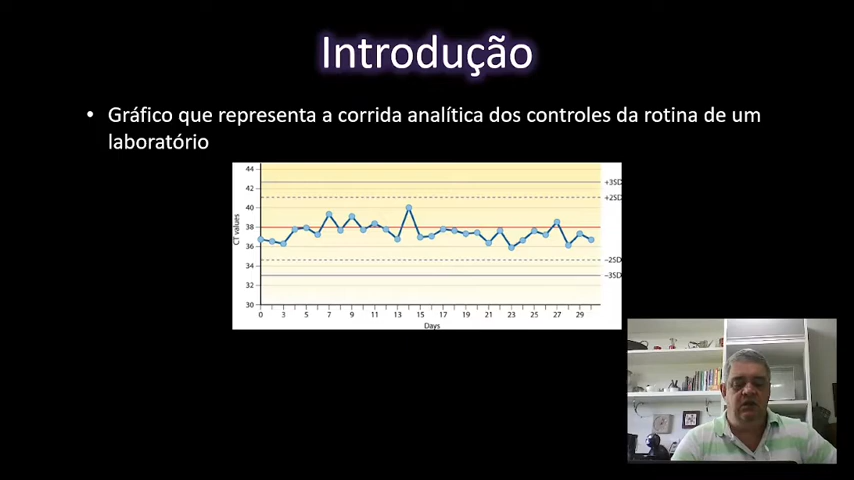 Introdução
• Gráfico que representa a corrida analítica dos controles da rotina de um
laboratório
44
42
40
38
36
34
32
30
CT values
+3SD
+2SD
-2SD
-3SD
0 3 5 7 9 11 13 15 17 19 21 23 25 27 29
Days